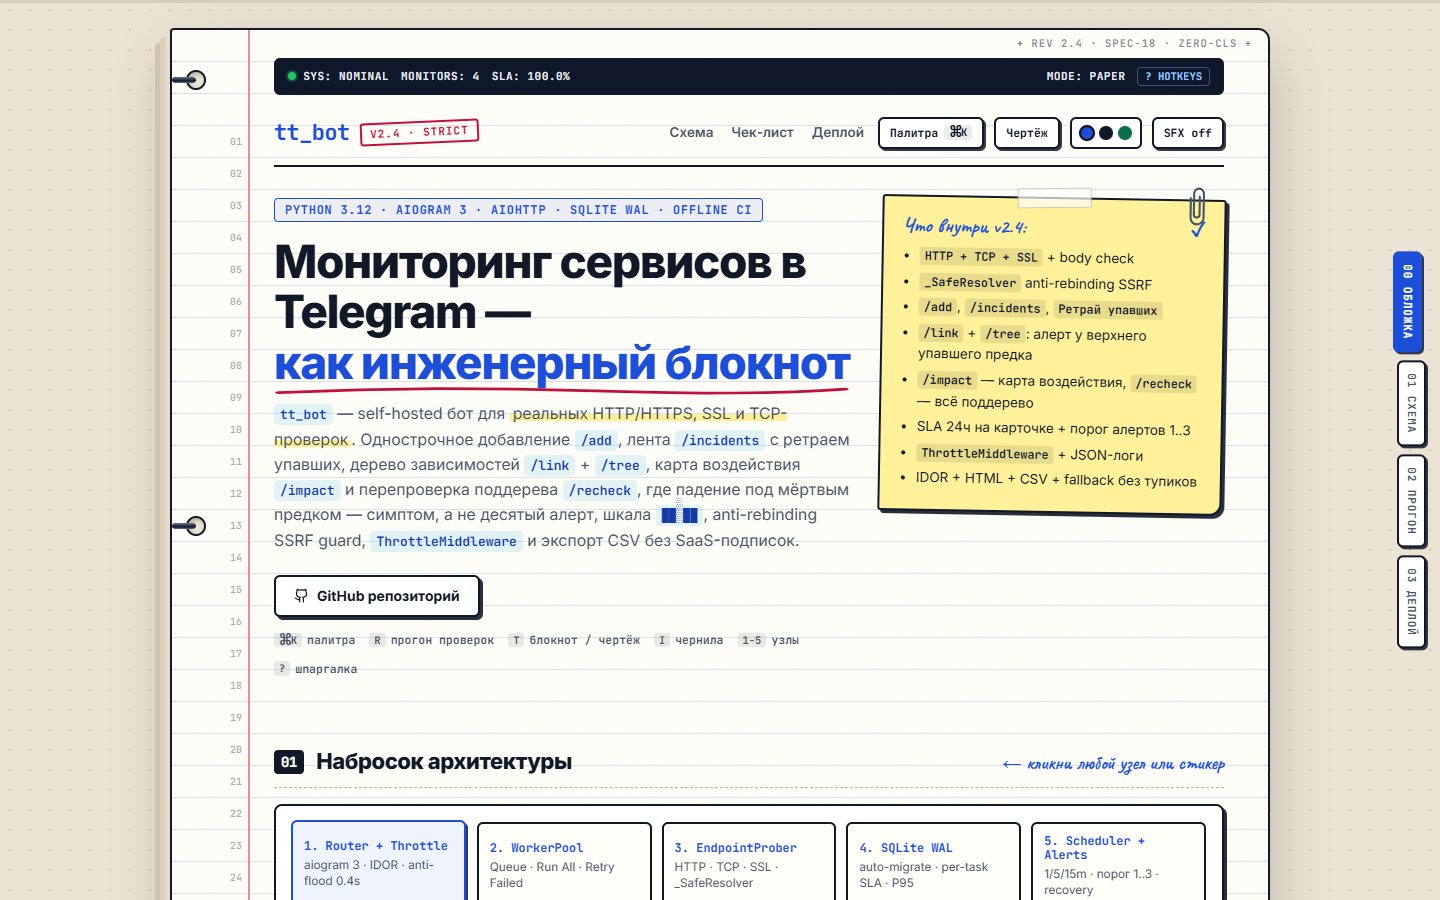 + REV 2.4 · SPEC-18 · ZERO-CLS +
SYS: NOMINAL MONITORS: 4 SLA: 100.0% MODE: PAPER ? HOTKEYS
tt_bot V2.4 · STRICT Схема Чек-лист Деплой Палитра ⌘K Чертёж SFX off
PYTHON 3.12 · AIOGRAM 3 · AIOHTTP · SQLITE WAL · OFFLINE CI
Мониторинг сервисов в
Telegram —
как инженерный блокнот
tt_bot — self-hosted бот для реальных HTTP/HTTPS, SSL и TCP-
проверок. Однострочное добавление /add, лента /incidents с ретраем
упавших, дерево зависимостей /link + /tree, карта воздействия
/impact и перепроверка поддерева /recheck, где падение под мёртвым
предком — симптом, а не десятый алерт, шкала ██░██, anti-rebinding
SSRF guard, ThrottleMiddleware и экспорт CSV без SaaS-подписок.
GitHub репозиторий
⌘K палитра R прогон проверок T блокнот / чертёж I чернила 1-5 узлы
? шпаргалка
Что внутри v2.4:
• HTTP + TCP + SSL + body check
• _SafeResolver anti-rebinding SSRF
• /add, /incidents, Ретрай упавших
• /link + /tree: алерт у верхнего
упавшего предка
• /impact — карта воздействия, /recheck
— всё поддерево
• SLA 24ч на карточке + порог алертов 1..3
• ThrottleMiddleware + JSON-логи
• IDOR + HTML + CSV + fallback без тупиков
01 Набросок архитектуры ← кликни любой узел или стикер
1. Router + Throttle
aiogram 3 · IDOR · anti-
flood 0.4s
2. WorkerPool
Queue · Run All · Retry
Failed
3. EndpointProber
HTTP · TCP · SSL ·
_SafeResolver
4. SQLite WAL
auto-migrate · per-task
SLA · P95
5. Scheduler +
Alerts
1/5/15m · порог 1..3 ·
recovery
01
02
03
04
05
06
07
08
09
10
11
12
13
14
15
16
17
18
19
20
21
22
23
24
00 ОБЛОЖКА
01 СХЕМА
02 ПРОГОН
03 ДЕПЛОЙ